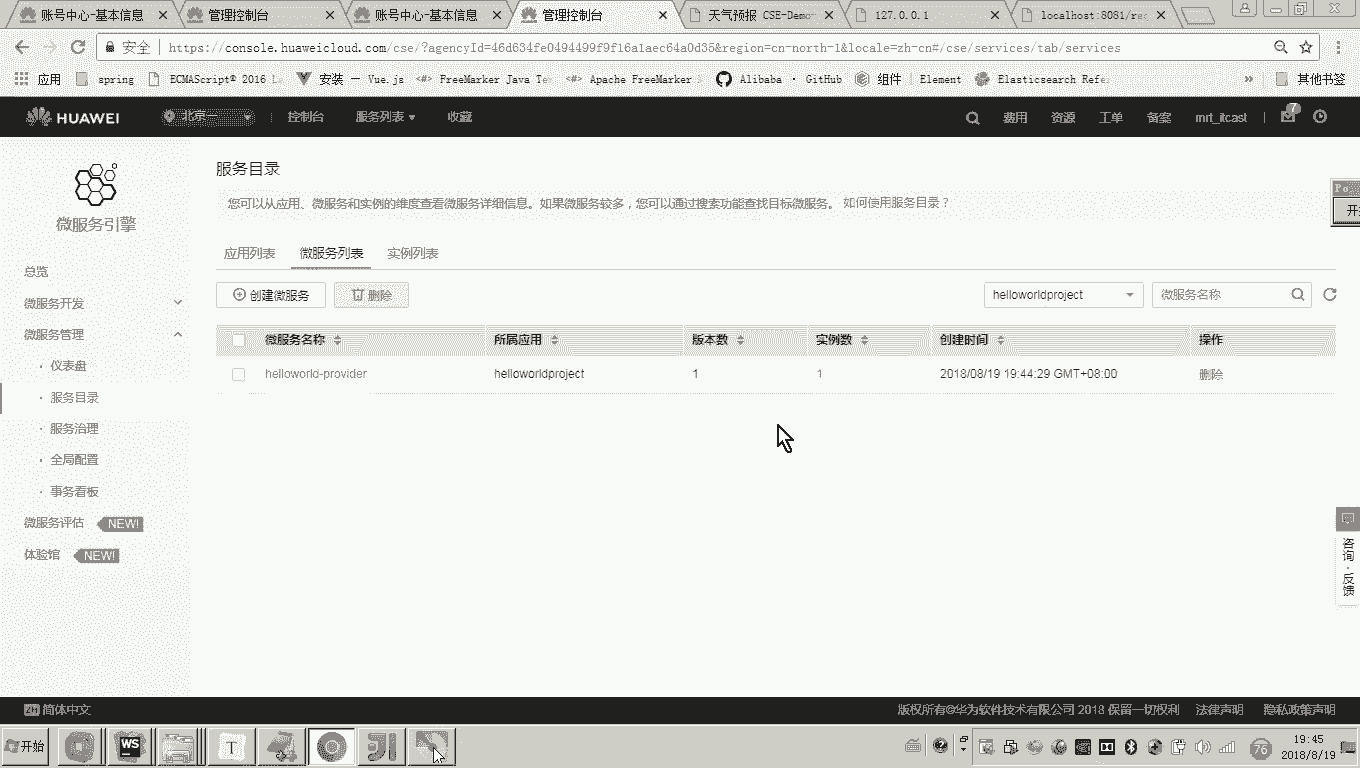 账号中心-基本信息
管理控制台
账号中心-基本信息
管理控制台
天气预报 CSE-Demo
127.0.0.1
localhost:8081/re
安全
https://console.huaweicloud.com/cse/?agencyId=46d634fe0494499f9f16a1aec64a0d35&region=cn-north-1&locale=zh-cn#/cse/services/tab/services
应用
spring
ECMAScript® 2016 L
安装 — Vue.js
FreeMarker Java Te
Apache FreeMarker
Alibaba · GitHub
组件 | Element
Elasticsearch Refe
»
其他书签
HUAWEI
北京一
控制台
服务列表
收藏
费用
资源
工单
备案
mrt_itcast
7
微服务引擎
总览
微服务开发
微服务管理
· 仪表盘
· 服务目录
· 服务治理
· 全局配置
· 事务看板
微服务评估 NEW!
体验馆 NEW!
服务目录
您可以从应用、微服务和实例的维度查看微服务详细信息。如果微服务较多，您可以通过搜索功能查找目标微服务。 如何使用服务目录？
应用列表 微服务列表 实例列表
创建微服务 删除
helloworldproject
微服务名称
微服务名称 所属应用 版本数 实例数 创建时间 操作
helloworld-provider helloworldproject 1 1 2018/08/19 19:44:29 GMT+08:00 删除
Po
开
咨询·反馈
ZH 简体中文
版权所有©华为软件技术有限公司 2018 保留一切权利 法律声明 隐私政策声明
开始
WS
T
76
19:45
2018/8/19